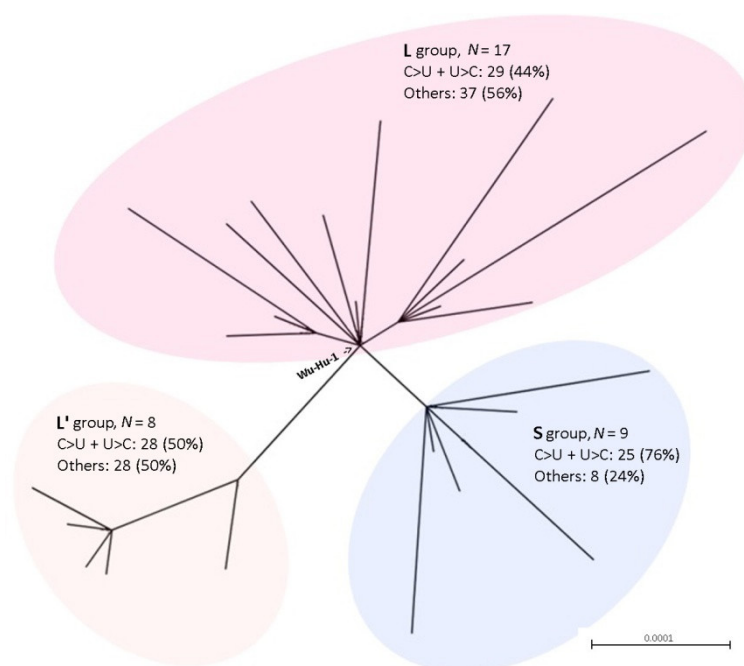 L group, N = 17
C>U + U>C: 29 (44%)
Others: 37 (56%)
Wu-Hu-1 ->
L' group, N = 8
C>U + U>C: 28 (50%)
Others: 28 (50%)
S group, N = 9
C>U + U>C: 25 (76%)
Others: 8 (24%)
0.0001